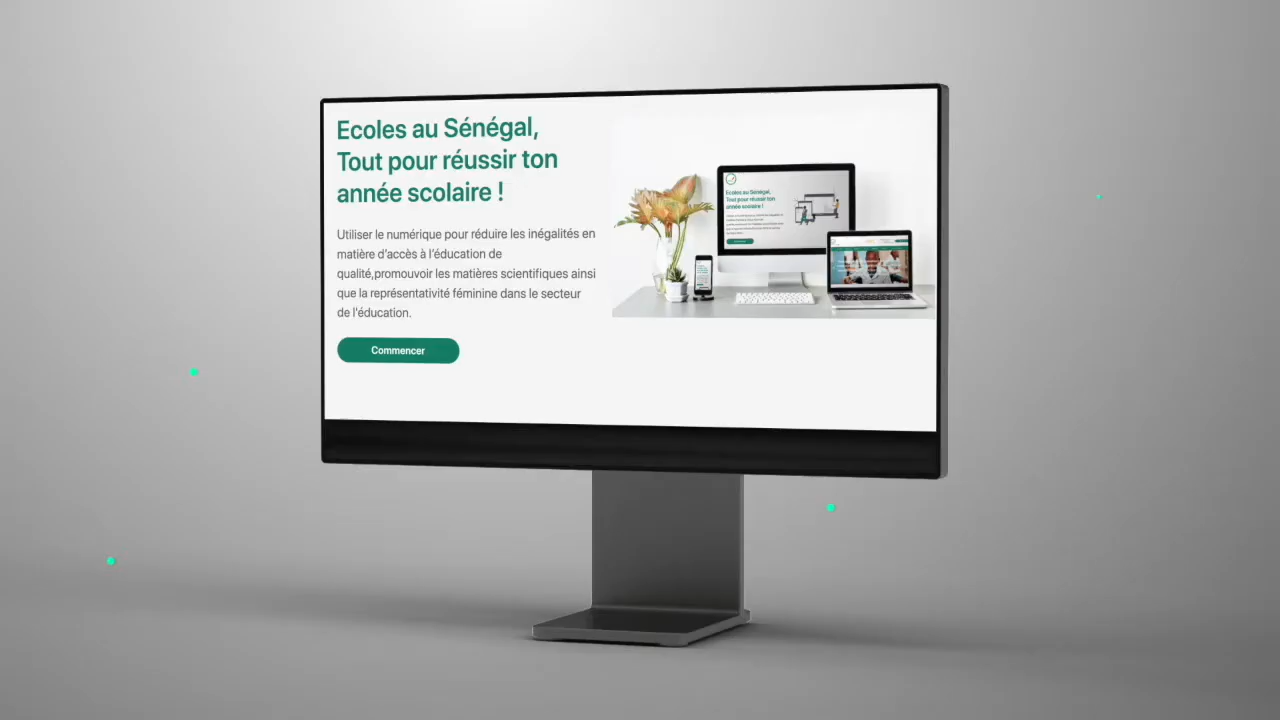 Ecoles au Sénégal,
Tout pour réussir ton
année scolaire !
Utiliser le numérique pour réduire les inégalités en
matière d'accès à l'éducation de
qualité,promouvoir les matières scientifiques ainsi
que la représentativité féminine dans le secteur
de l'éducation.
Commencer
Ecoles au Sénégal,
Tout pour réussir ton
année scolaire !